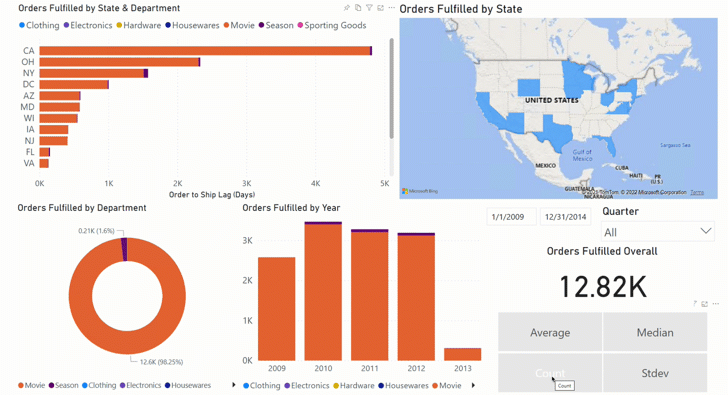 Orders Fulfilled by State & Department
Clothing Electronics Hardware Housewares Movie Season Sporting Goods
CA
OH
NY
DC
AZ
MD
WI
IA
NJ
FL
VA
0K 1K 2K 3K 4K 5K
Order to Ship Lag (Days)
Orders Fulfilled by State
UNITED STATES
MEXICO
Gulf of
Mexico
Sargasso Sea
CUBA
HAITI
PR
(U.S.)
GUATEMALA
NICARAGUA
Microsoft Bing
© 2022 TomTom, © 2022 Microsoft Corporation Terms
Orders Fulfilled by Department
0.21K (1.6%)
12.6K (98.25%)
Movie Season Clothing Electronics Housewares
Orders Fulfilled by Year
3K
2K
1K
0K
2009 2010 2011 2012 2013
Clothing Electronics Hardware Housewares Movie
1/1/2009 12/31/2014
Quarter
All
Orders Fulfilled Overall
12.82K
Average Median
Count Stdev
Count